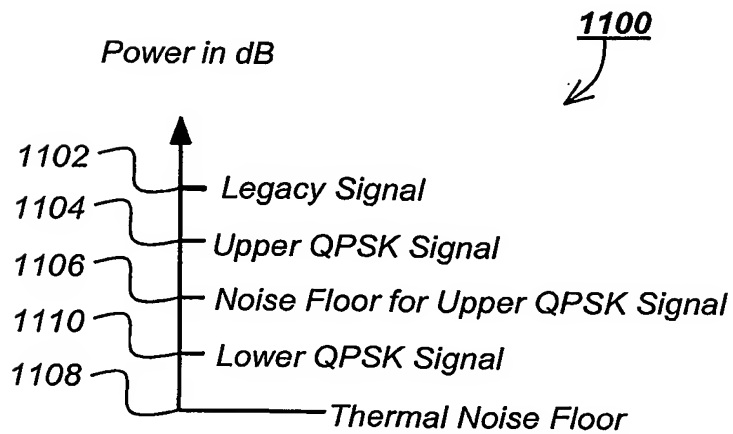 1100
Power in dB
1102 Legacy Signal
1104 Upper QPSK Signal
1106 Noise Floor for Upper QPSK Signal
1110 Lower QPSK Signal
1108 Thermal Noise Floor